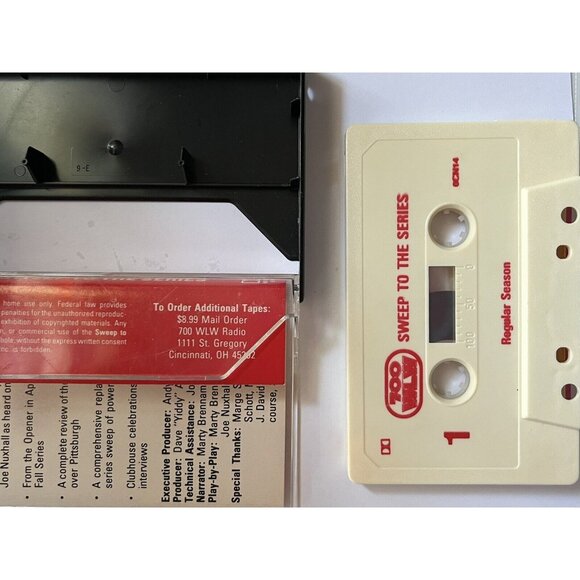 9-E
home use only. Federal law provides
penalties for the unauthorized reproduc-
exhibition of copyrighted materials. Any
or commercial use of the Sweep to
without the express written consent
is forbidden.
To Order Additional Tapes:
$8.99 Mail Order
700 WLW Radio
1111 St. Gregory
Cincinnati, OH 45202
Joe Nuxhall as heard on
• From the Opener in Ap
Fall Series
• A complete review of the
over Pittsburgh
• A comprehensive repla
series sweep of power
• Clubhouse celebrations
interviews
Executive Producer: Andy
Producer: Dave "Yiddy" A
Technical Assistance: Jo
Narrator: Marty Brennam
Play-by-Play: Marty Bren
Joe Nuxhal
Special Thanks: Marge S
Schott,
J. David
course,
700
WLW
SWEEP TO THE SERIES
1
Regular Season
100 50 0